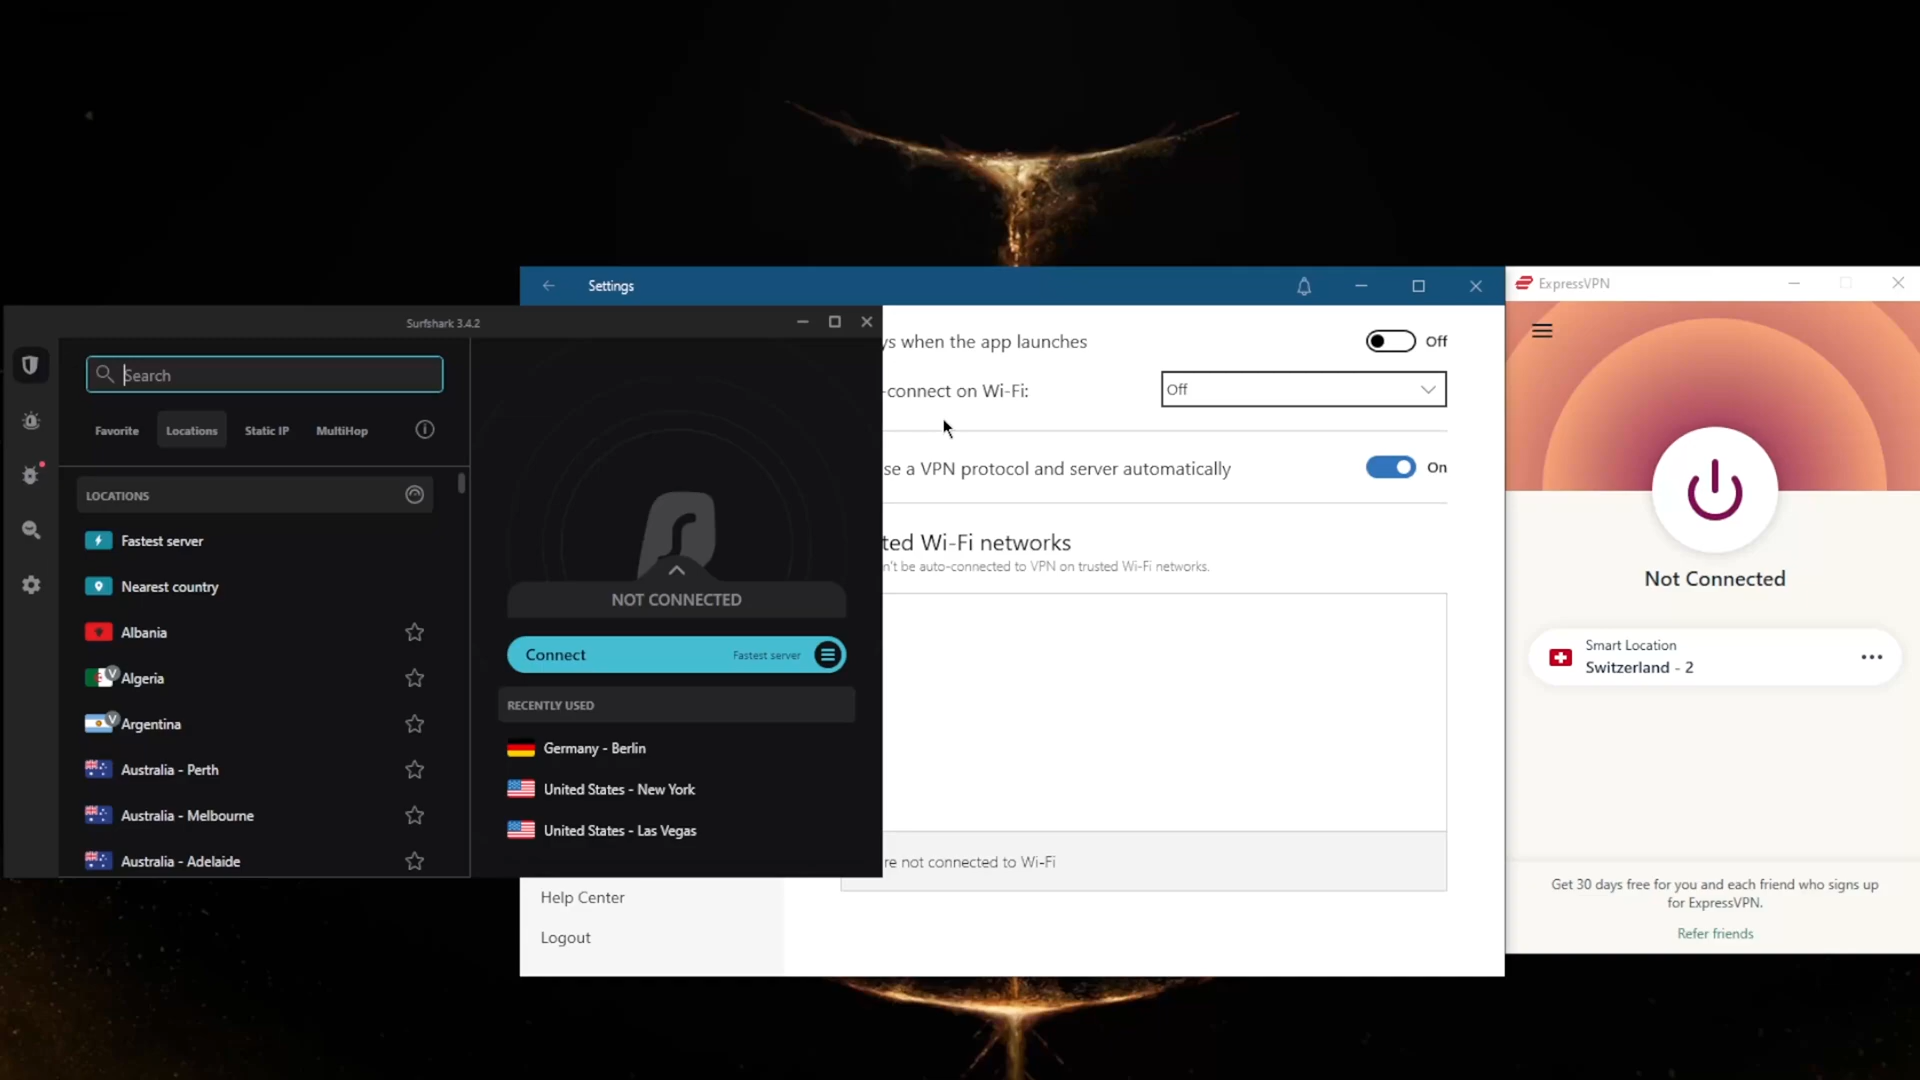 Surfshark 3.4.2
Search
Favorite
Locations
Static IP
MultiHop
LOCATIONS
Fastest server
Nearest country
Albania
V
Algeria
V
Argentina
Australia - Perth
Australia - Melbourne
Australia - Adelaide
NOT CONNECTED
Connect
Fastest server
RECENTLY USED
Germany - Berlin
United States - New York
United States - Las Vegas
Settings
when the app launches
connect on Wi-Fi:
Off
Off
a VPN protocol and server automatically
On
Wi-Fi networks
be auto-connected to VPN on trusted Wi-Fi networks.
not connected to Wi-Fi
Help Center
Logout
ExpressVPN
Not Connected
Smart Location
Switzerland - 2
Get 30 days free for you and each friend who signs up
for ExpressVPN.
Refer friends